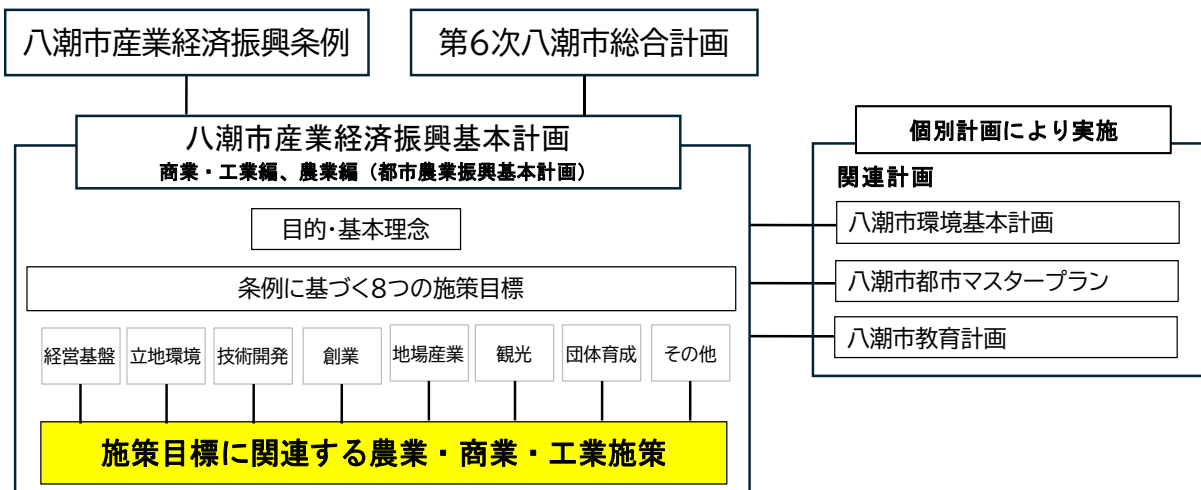 八潮市産業経済振興条例
第6次八潮市総合計画
八潮市産業経済振興基本計画
商業・工業編、農業編（都市農業振興基本計画）
目的・基本理念
条例に基づく8つの施策目標
経営基盤
立地環境
技術開発
創業
地場産業
観光
団体育成
その他
施策目標に関連する農業・商業・工業施策
個別計画により実施
関連計画
八潮市環境基本計画
八潮市都市マスタープラン
八潮市教育計画